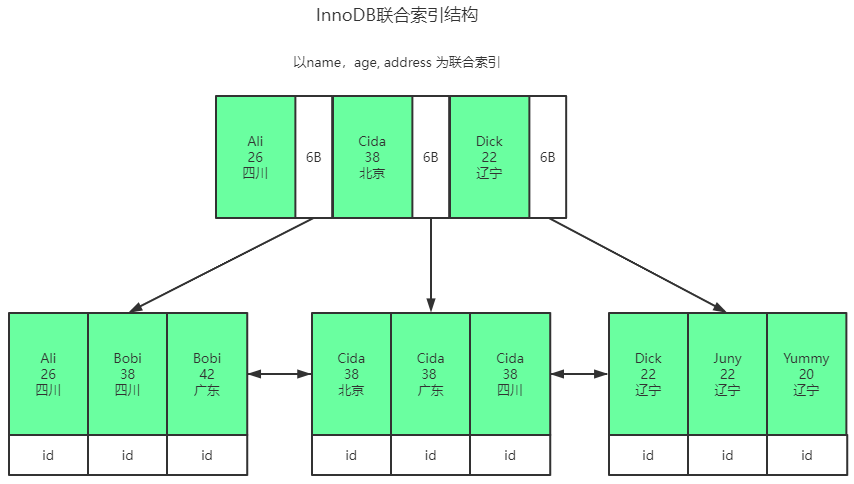 InnoDB联合索引结构
以name，age, address 为联合索引
Ali
26
四川
6B
Cida
38
北京
6B
Dick
22
辽宁
6B
Ali
26
四川
Bobi
38
四川
Bobi
42
广东
Cida
38
北京
Cida
38
广东
Cida
38
四川
Dick
22
辽宁
Juny
22
辽宁
Yummy
20
辽宁
id
id
id
id
id
id
id
id
id